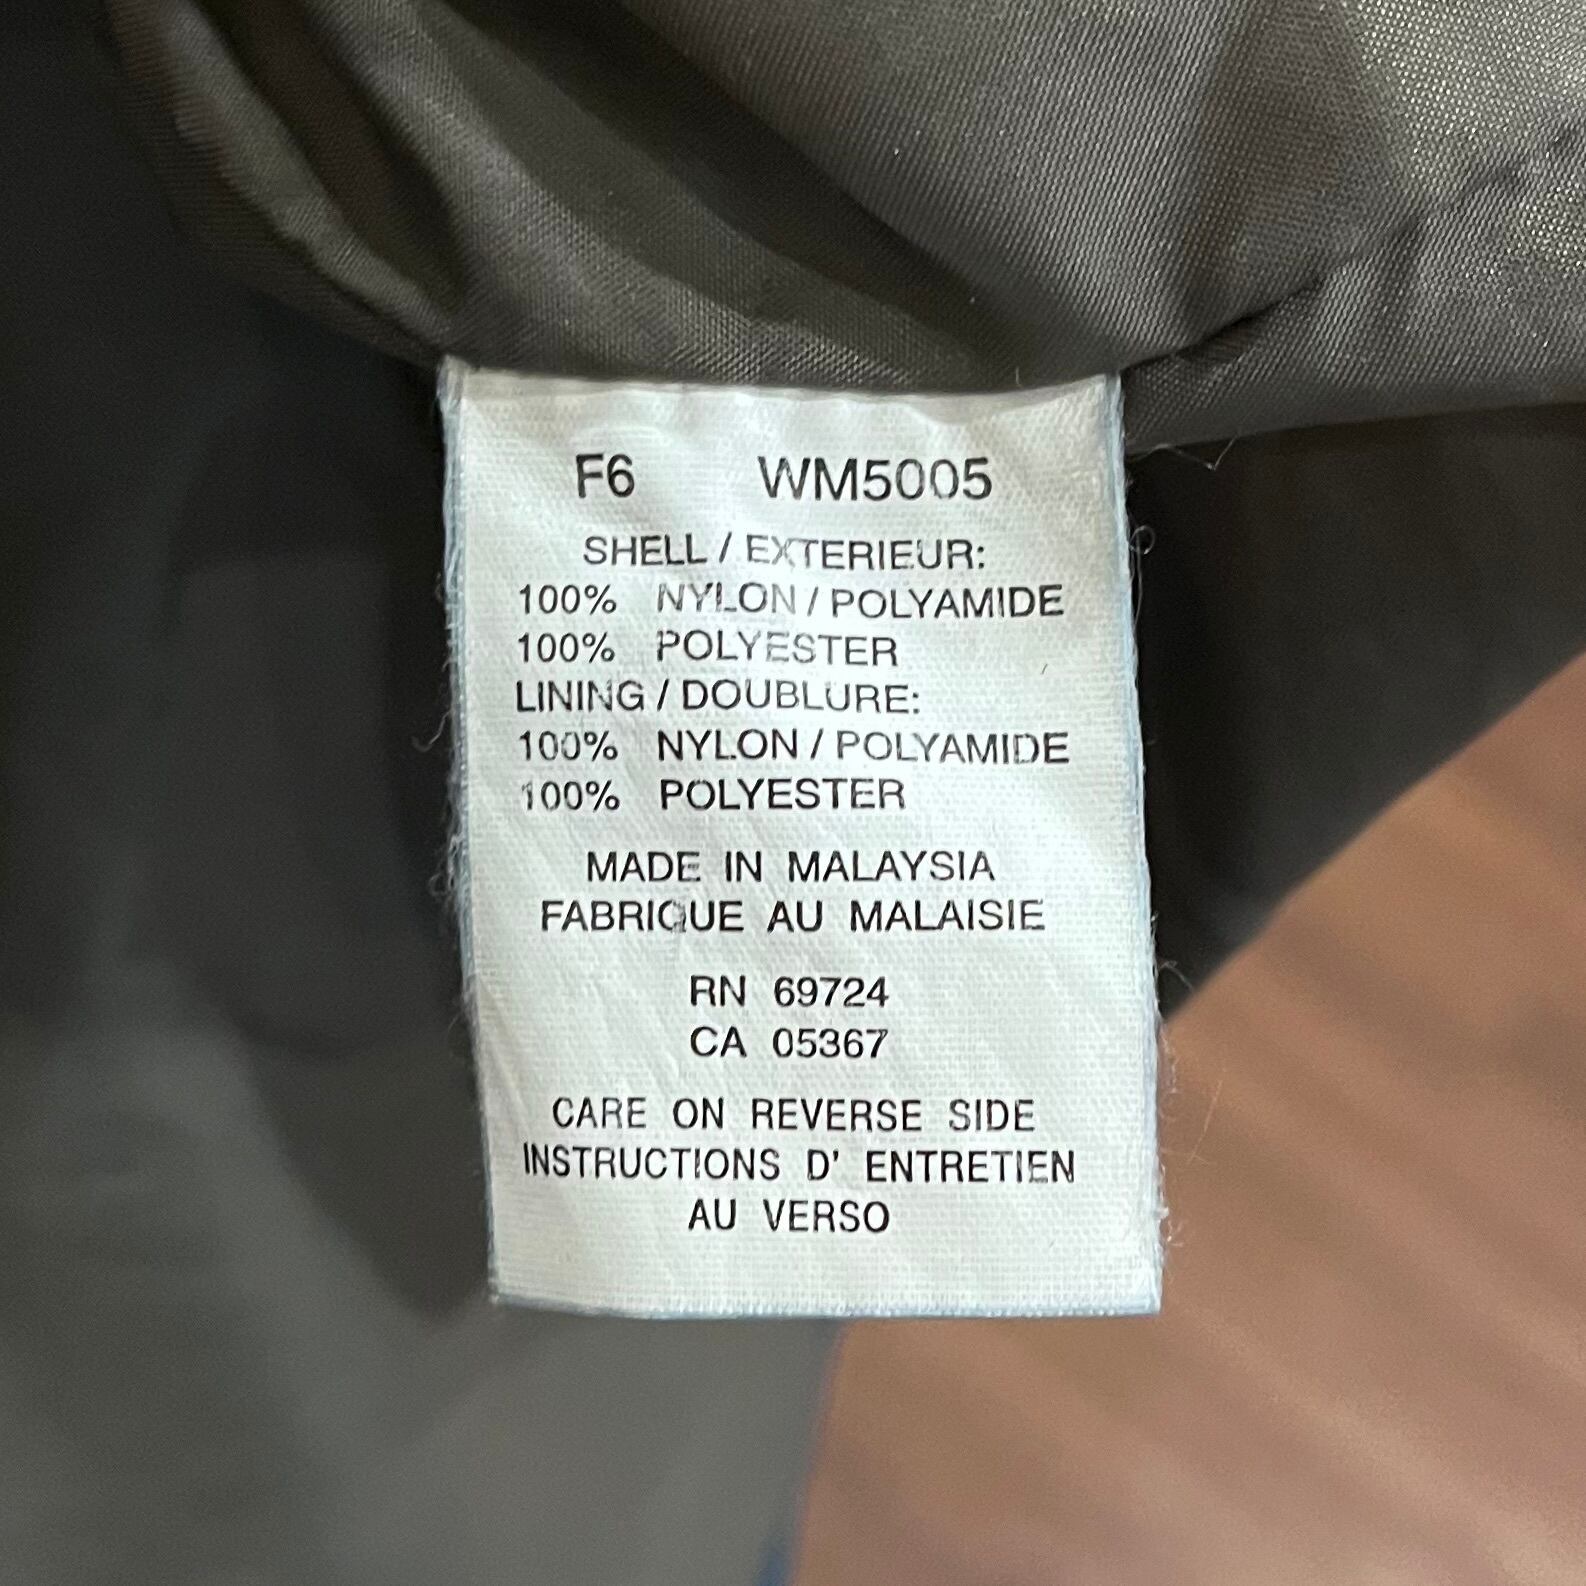 F6 WM5005
SHELL / EXTERIEUR:
100% NYLON / POLYAMIDE
100% POLYESTER
LINING / DOUBLURE:
100% NYLON / POLYAMIDE
100% POLYESTER
MADE IN MALAYSIA
FABRIQUE AU MALAISIE
RN 69724
CA 05367
CARE ON REVERSE SIDE
INSTRUCTIONS D' ENTRETIEN
AU VERSO